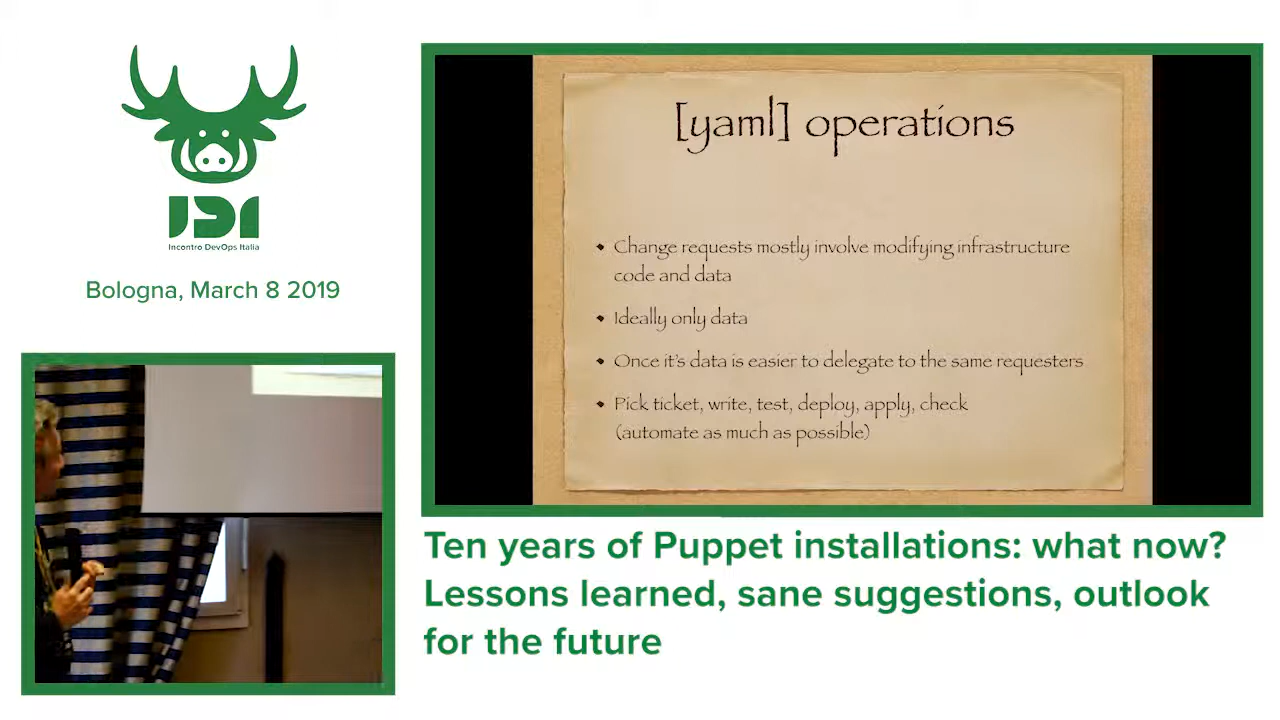 IDI
Incontro DevOps Italia
Bologna, March 8 2019
[yaml] operations
Change requests mostly involve modifying infrastructure
code and data
Ideally only data
Once it's data is easier to delegate to the same requesters
Pick ticket, write, test, deploy, apply, check
(automate as much as possible)
Ten years of Puppet installations: what now?
Lessons learned, sane suggestions, outlook
for the future